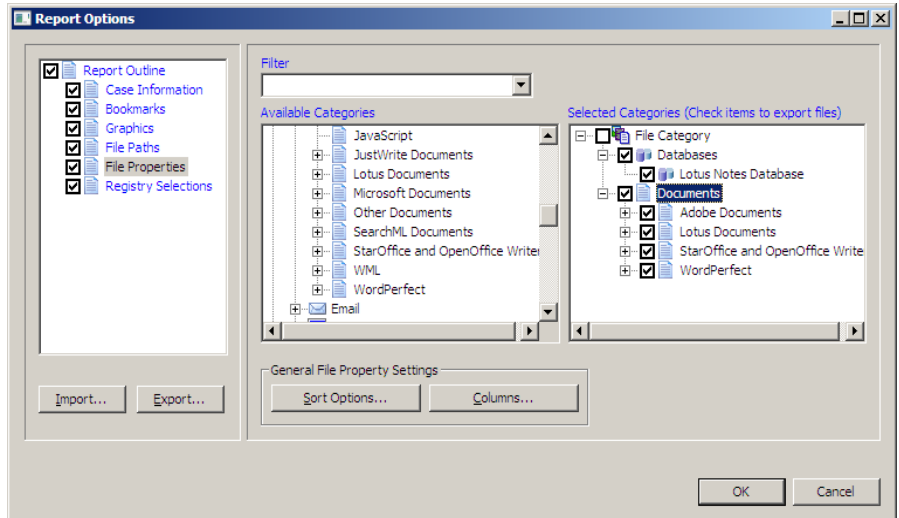 Report Options
Report Outline
Case Information
Bookmarks
Graphics
File Paths
File Properties
Registry Selections
Import...
Export...
Filter
Available Categories
JavaScript
JustWrite Documents
Lotus Documents
Microsoft Documents
Other Documents
SearchML Documents
StarOffice and OpenOffice Writer
WML
WordPerfect
Email
Selected Categories (Check items to export files)
File Category
Databases
Lotus Notes Database
Documents
Adobe Documents
Lotus Documents
StarOffice and OpenOffice Write
WordPerfect
General File Property Settings
Sort Options...
Columns...
OK
Cancel